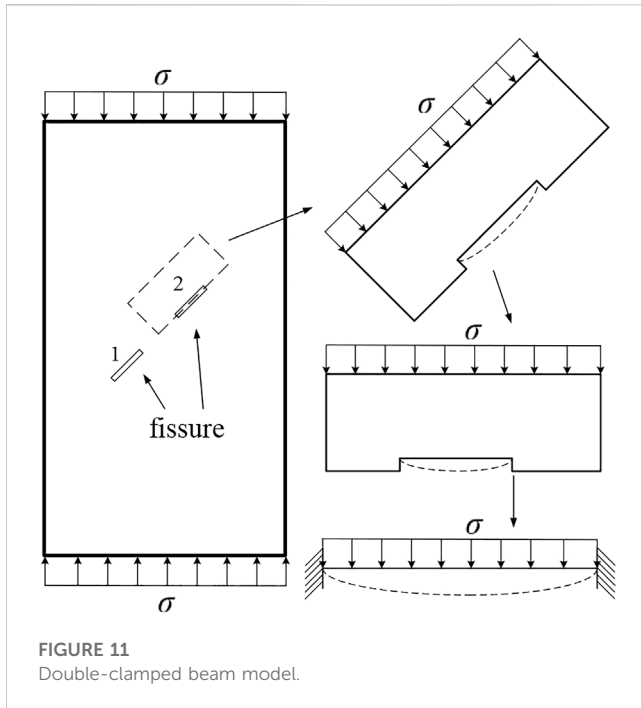 σ
σ
2
1
fissure
σ
σ
σ
FIGURE 11
Double-clamped beam model.